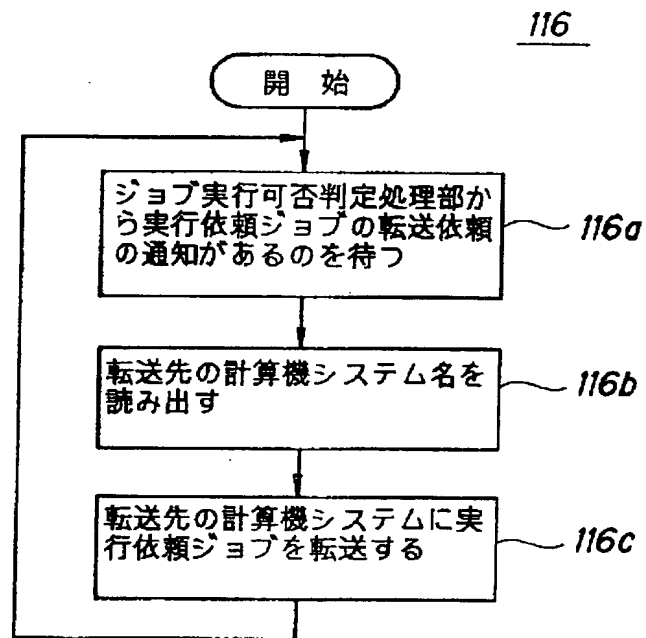 116
開 始
ジョブ実行可否判定処理部か
ら実行依頼ジョブの転送依頼
の通知があるのを待つ
116a
転送先の計算機システム名を
読み出す
116b
転送先の計算機システムに実
行依頼ジョブを転送する
116c